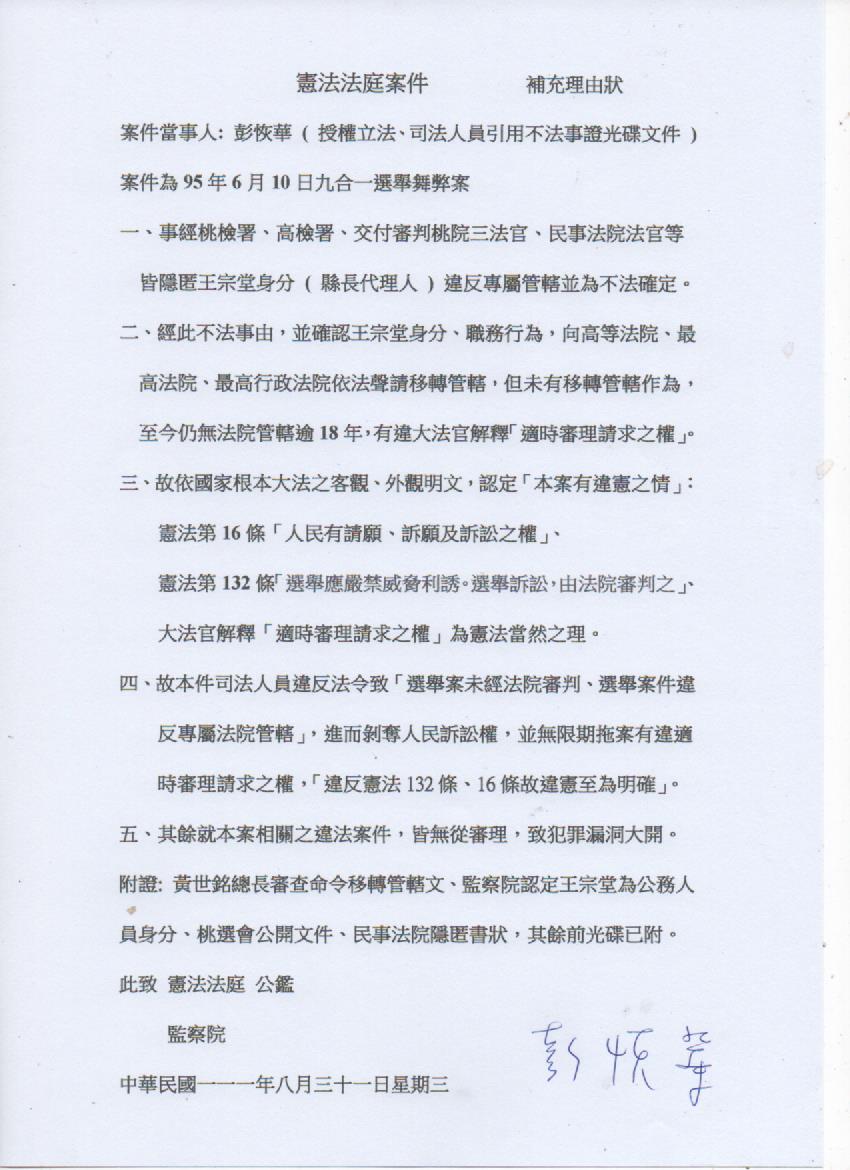 憲法法庭案件 補充理由狀
案件當事人: 彭恢華 ( 授權立法、司法人員引用不法事證光碟文件 )
案件為 95 年 6 月 10 日九合一選舉舞弊案
一、事經桃檢署、高檢署、交付審判桃院三法官、民事法院法官等
皆隱匿王宗堂身分 ( 縣長代理人 ) 違反專屬管轄並為不法確定。
二、經此不法事由，並確認王宗堂身分、職務行為，向高等法院、最
高法院、最高行政法院依法聲請移轉管轄，但未有移轉管轄作為，
至今仍無法院管轄逾 18 年，有違大法官解釋「適時審理請求之權」。
三、故依國家根本大法之客觀、外觀明文，認定「本案有違憲之情」：
憲法第 16 條「人民有請願、訴願及訴訟之權」、
憲法第 132 條「選舉應嚴禁威脅利誘。選舉訴訟，由法院審判之」、
大法官解釋「適時審理請求之權」為憲法當然之理。
四、故本件司法人員違反法令致「選舉案未經法院審判、選舉案件違
反專屬法院管轄」，進而剝奪人民訴訟權，並無限期拖案有違適
時審理請求之權，「違反憲法 132 條、16 條故違憲至為明確」。
五、其餘就本案相關之違法案件，皆無從審理，致犯罪漏洞大開。
附證: 黃世銘總長審查命令移轉管轄文、監察院認定王宗堂為公務人
員身分、桃選會公開文件、民事法院隱匿書狀，其餘前光碟已附。
此致 憲法法庭 公鑑
監察院
彭恢華
中華民國一一一年八月三十一日星期三